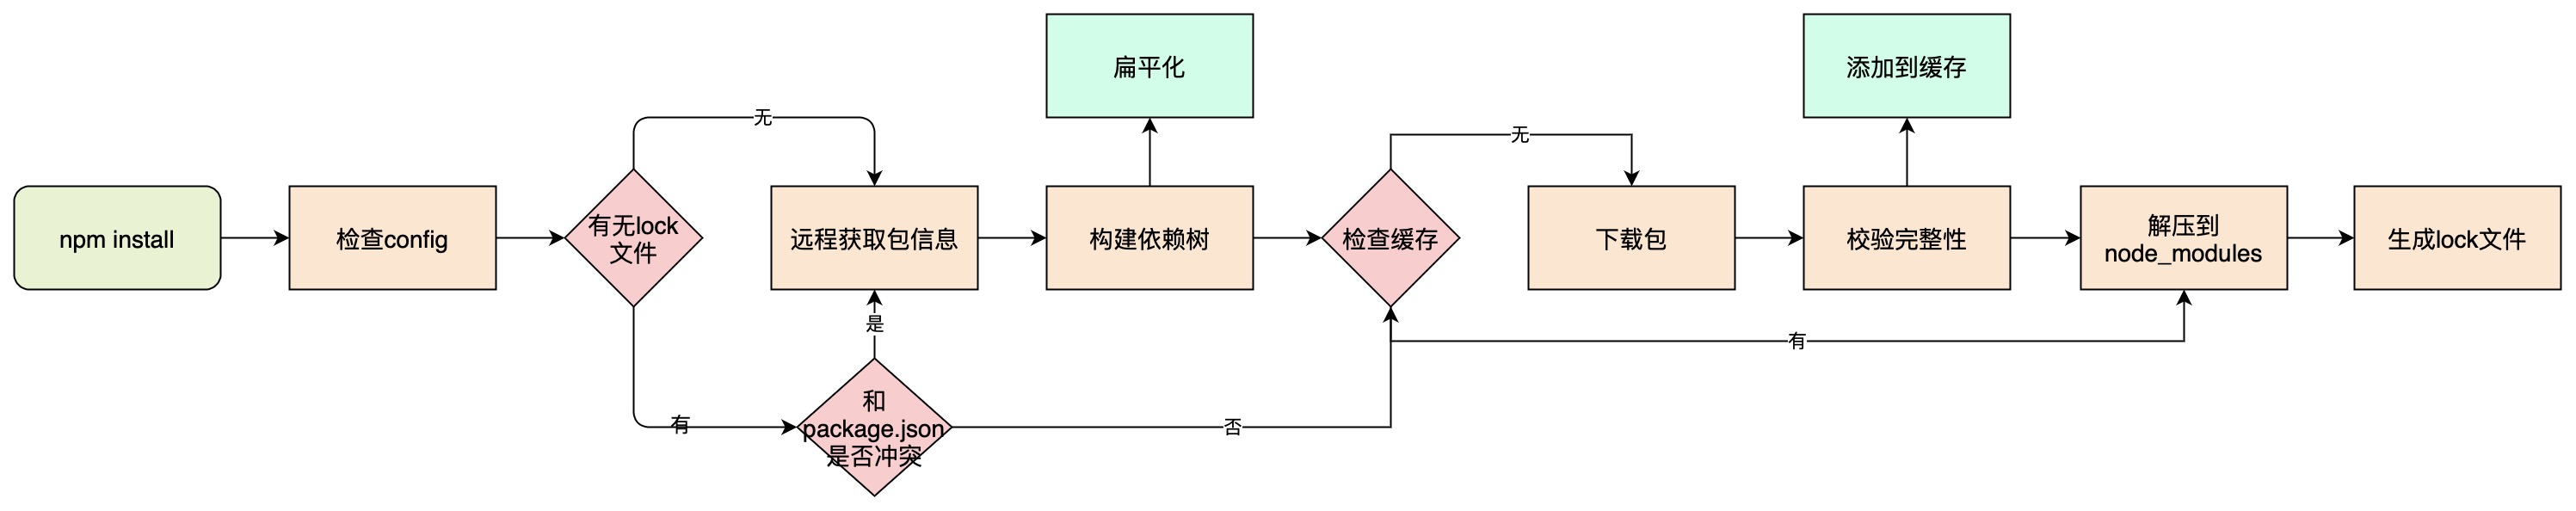 npm install
检查config
有无lock
文件
无
有
远程获取包信息
是
和
package.json
是否冲突
否
构建依赖树
扁平化
检查缓存
无
有
下载包
校验完整性
添加到缓存
解压到
node_modules
生成lock文件